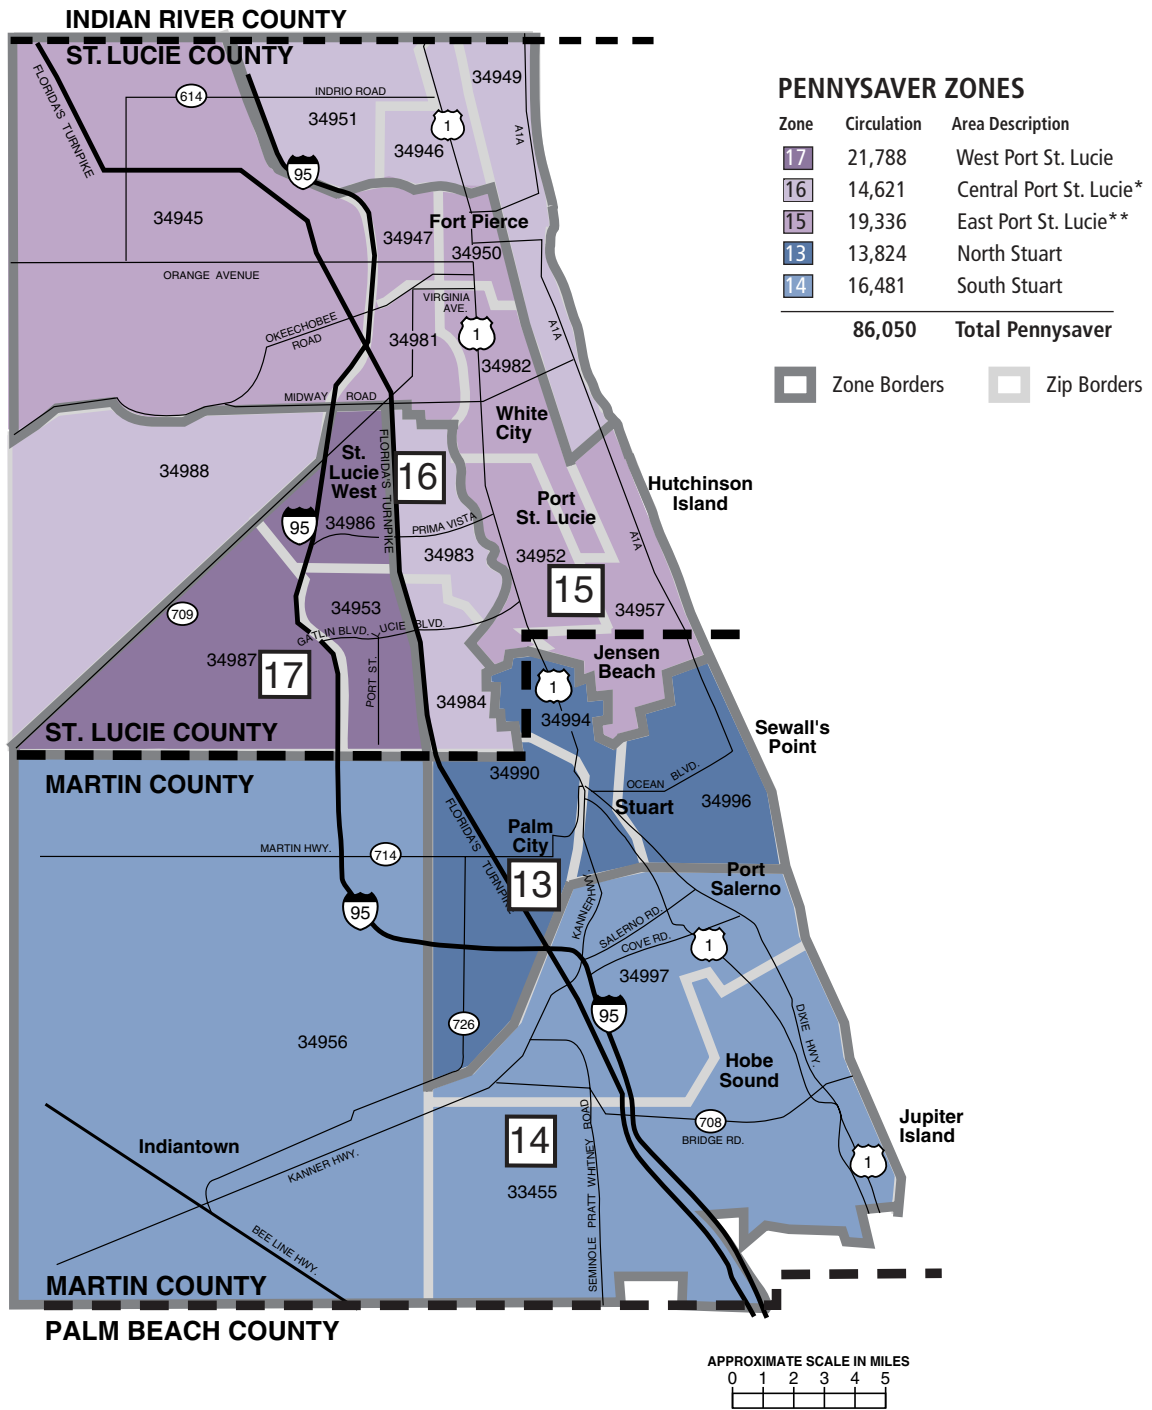 INDIAN RIVER COUNTY
ST. LUCIE COUNTY
FLORIDA'S TURNPIKE
614
INDRIO ROAD
34949
34951
1
A1A
34946
95
34945
Fort Pierce
34947
34950
ORANGE AVENUE
VIRGINIA
AVE.
OKEECHOBEE
ROAD
1
34981
A1A
34982
MIDWAY ROAD
White
City
34988
St.
Lucie
West
FLORIDA'S TURNPIKE
16
Hutchinson
Island
Port
St. Lucie
95
34986
PRIMA VISTA
A1A
34983
34952
15
709
34953
34957
GATLIN BLVD.
UCIE BLVD.
34987
17
PORT ST.
Jensen
Beach
1
34984
34994
ST. LUCIE COUNTY
Sewall's
Point
MARTIN COUNTY
34990
OCEAN BLVD.
34996
Stuart
FLORIDA'S TURNPIKE
Palm
City
MARTIN HWY.
714
13
Port
Salerno
95
KANNER HWY.
SALERNO RD.
COVE RD.
1
34997
95
726
DIXIE HWY.
34956
Hobe
Sound
708
BRIDGE RD.
Jupiter
Island
14
Indiantown
KANNER HWY.
SEMINOLE PRATT WHITNEY ROAD
1
33455
BEE LINE HWY.
MARTIN COUNTY
PALM BEACH COUNTY
PENNYSAVER ZONES
Zone Circulation Area Description
17 21,788 West Port St. Lucie
16 14,621 Central Port St. Lucie*
15 19,336 East Port St. Lucie**
13 13,824 North Stuart
14 16,481 South Stuart
86,050 Total Pennysaver
Zone Borders Zip Borders
APPROXIMATE SCALE IN MILES
0 1 2 3 4 5